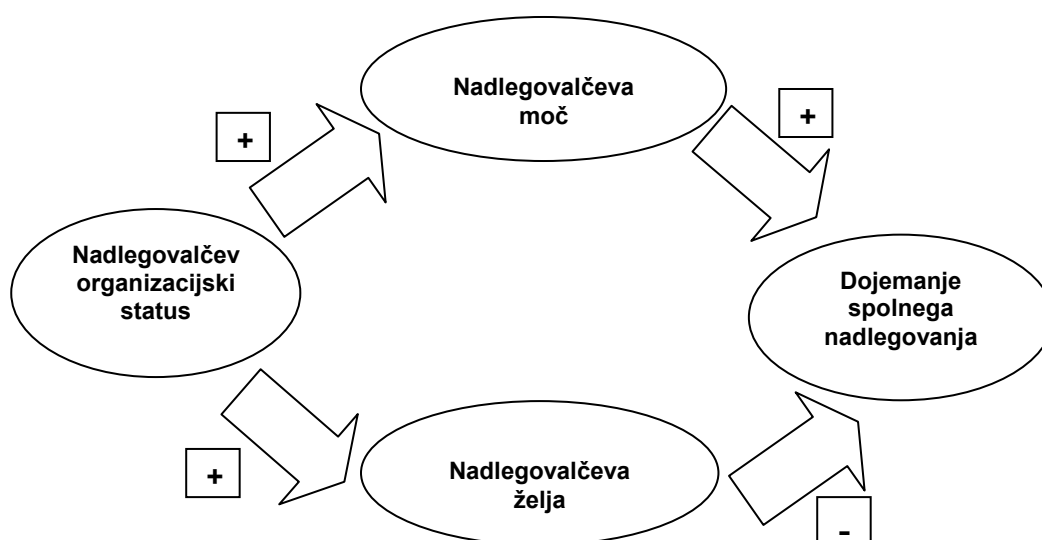 Nadlegovalčeva
moč
+
+
Nadlegovalčev
organizacijski
status
Dojemanje
spolnega
nadlegovanja
+
Nadlegovalčeva
želja
-